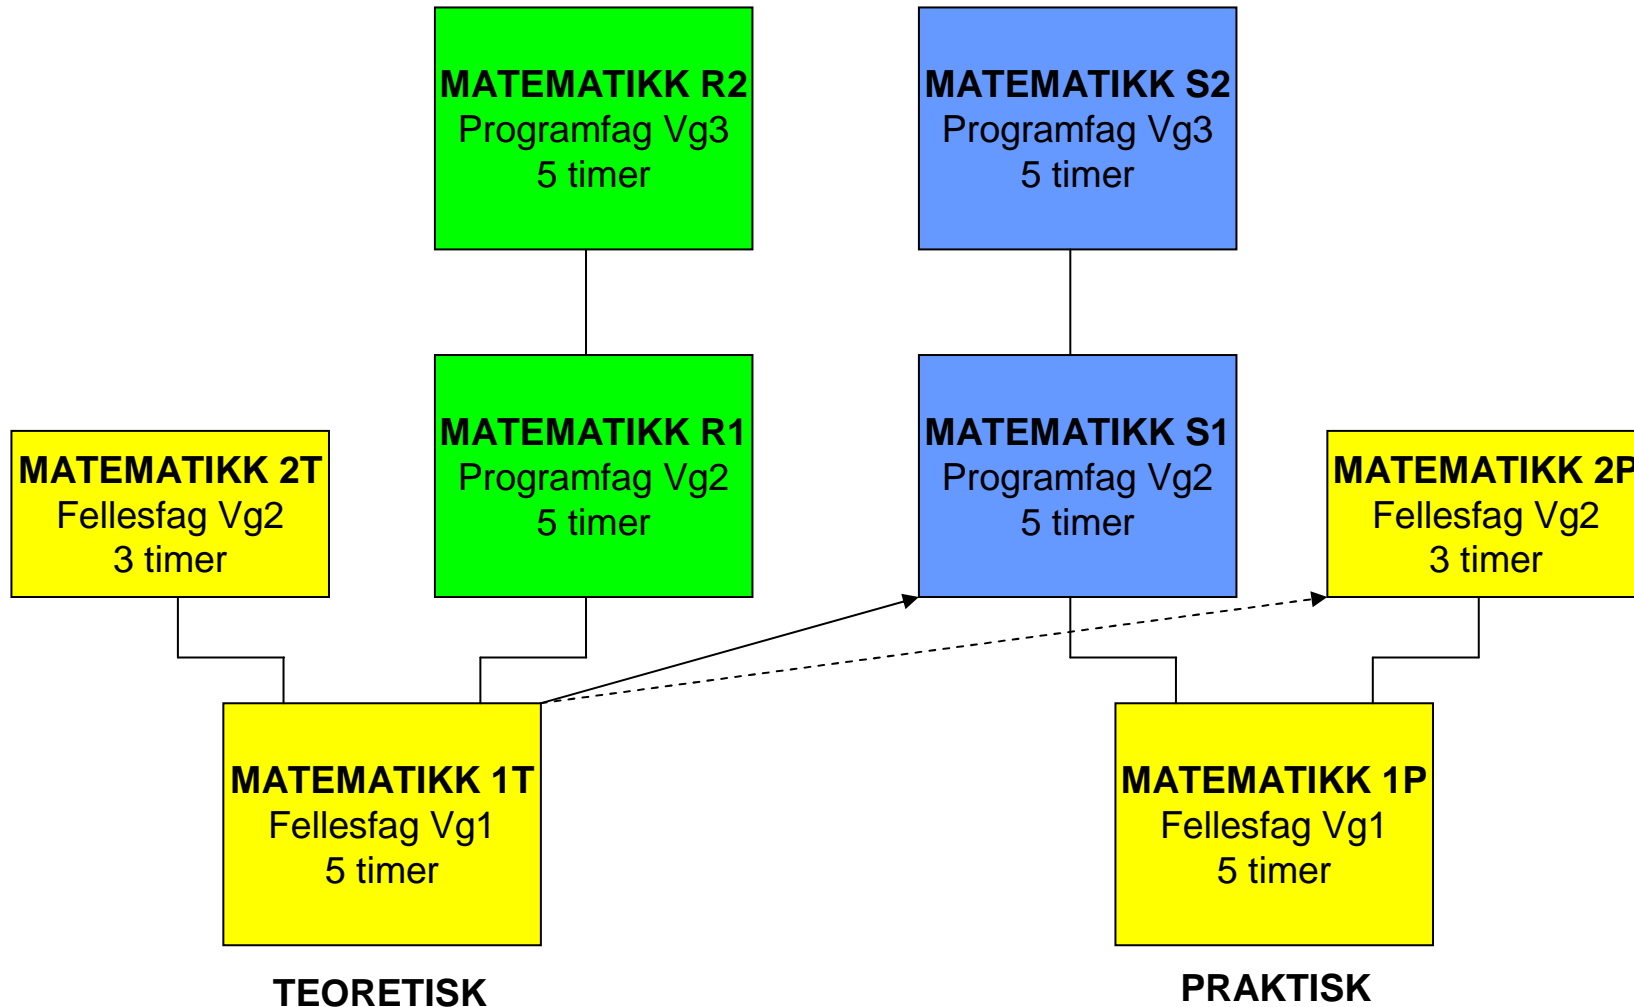 MATEMATIKK R2
Programfag Vg3
5 timer
MATEMATIKK S2
Programfag Vg3
5 timer
MATEMATIKK 2T
Fellesfag Vg2
3 timer
MATEMATIKK R1
Programfag Vg2
5 timer
MATEMATIKK S1
Programfag Vg2
5 timer
MATEMATIKK 2P
Fellesfag Vg2
3 timer
MATEMATIKK 1T
Fellesfag Vg1
5 timer
MATEMATIKK 1P
Fellesfag Vg1
5 timer
TEORETISK
PRAKTISK